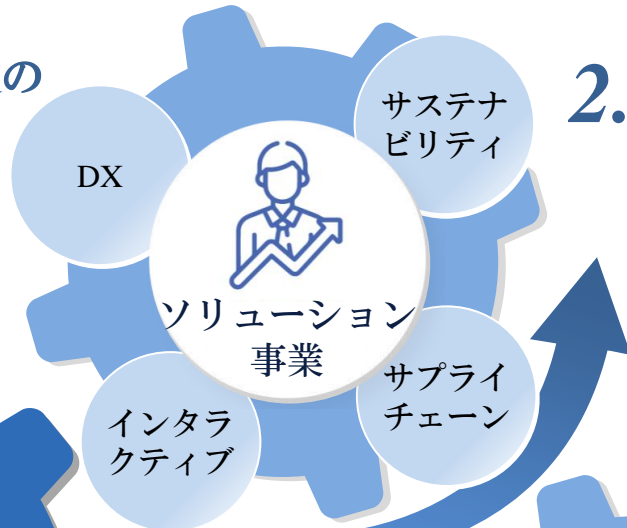 の
2.
サステナ
ビリティ
DX
ソリューション
事業
サプライ
チェーン
インタラ
クティブ